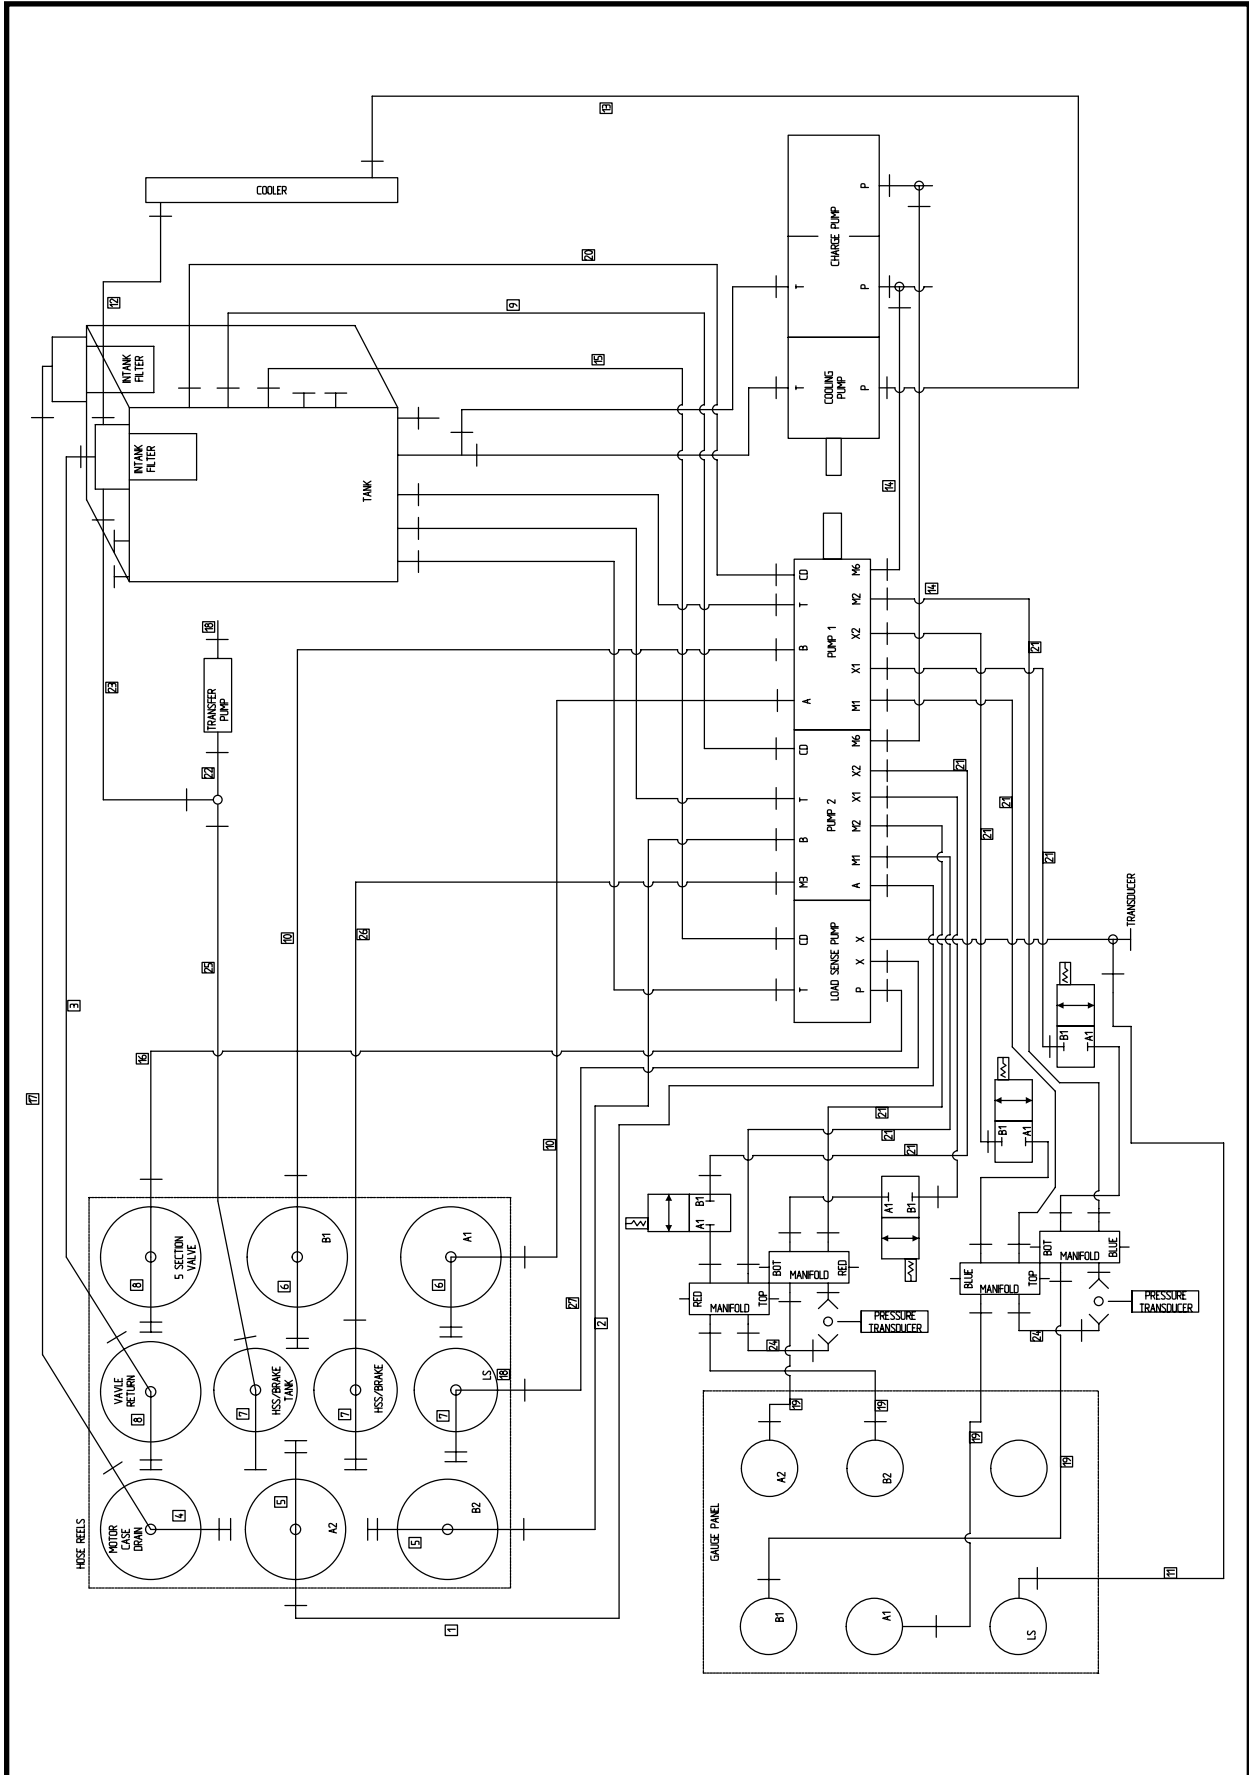 13
COOLER
12
20
9
15
INTANK
FILTER
INTANK
FILTER
TANK
T
P
CHARGE PUMP
P
T
COOLING
PUMP
P
14
14
18
TRANSFER
PUMP
22
23
25
3
17
10
26
16
CD
T
B
A
PUMP 1
M6
M2
X2
X1
M1
CD
T
B
M3
PUMP 2
M6
X2
X1
M2
M1
A
CD
T
LOAD SENSE PUMP
X
X
P
21
21
21
21
21
21
21
21
TRANSDUCER
B1
A1
B1
A1
A1
B1
A1
B1
10
27
2
1
HOSE REELS
5 SECTION
VALVE
8
B1
6
A1
6
VAVLE
RETURN
8
HSS/BRAKE
TANK
7
HSS/BRAKE
7
LS
18
7
MOTOR
CASE
DRAIN
4
A2
5
B2
5
RED
MANIFOLD
TOP
BOT
MANIFOLD
RED
24
PRESSURE
TRANSDUCER
BLUE
MANIFOLD
TOP
BOT
MANIFOLD
BLUE
24
PRESSURE
TRANSDUCER
GAUGE PANEL
A2
19
B2
19
19
19
B1
A1
LS
11